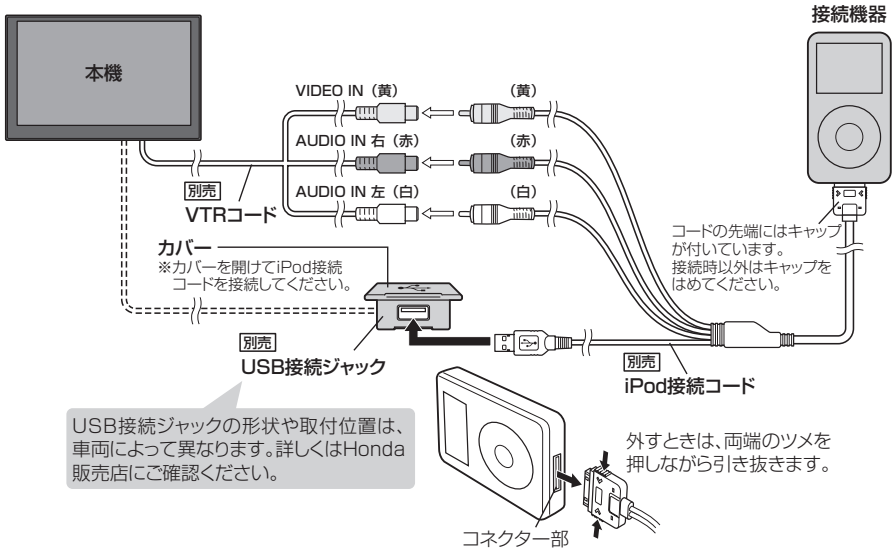 接続機器
本機
VIDEO IN（黄）
（黄）
AUDIO IN 右（赤）
（赤）
AUDIO IN 左（白）
（白）
別売
VTRコード
コードの先端にはキャップ
が付いています。
接続時以外はキャップを
はめてください。
カバー
※カバーを開けてiPod接続
コードを接続してください。
別売
USB接続ジャック
別売
iPod接続コード
USB接続ジャックの形状や取付位置は、
車両によって異なります。詳しくはHonda
販売店にご確認ください。
外すときは、両端のツメを
押しながら引き抜きます。
コネクター部